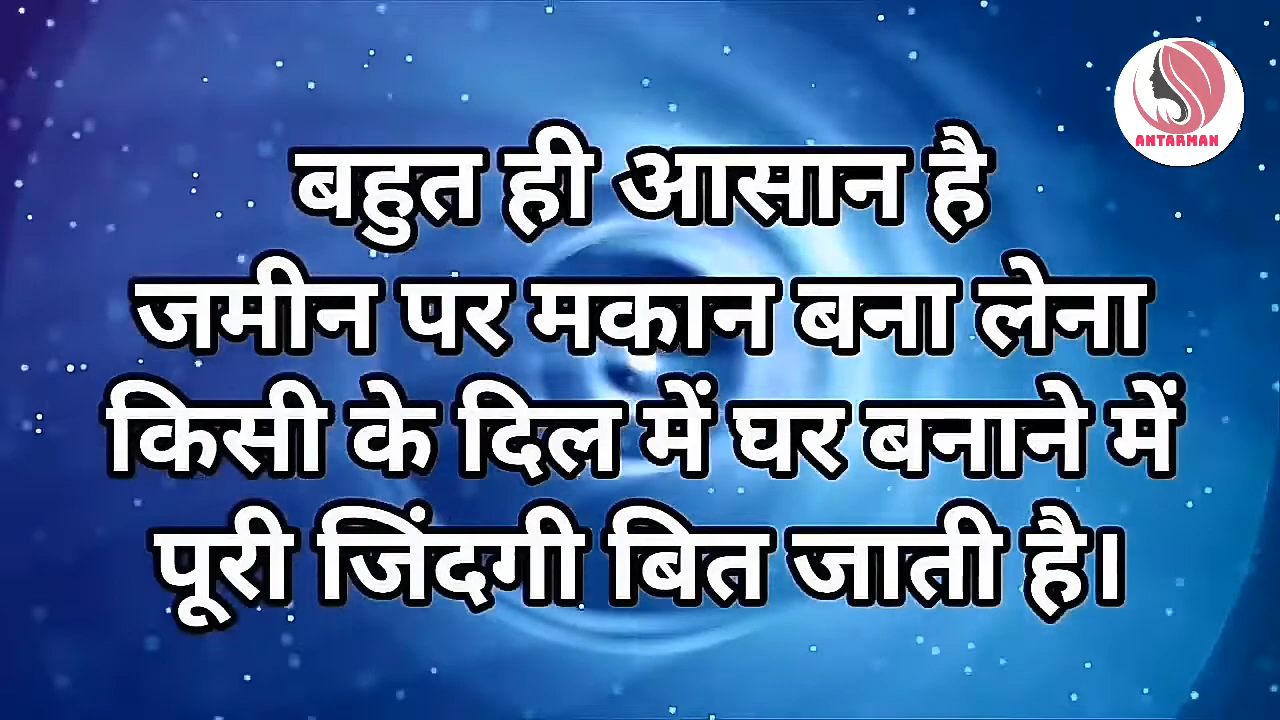 ANTARMAN
बहुत ही आसान है
जमीन पर मकान बना लेना
किसी के दिल में घर बनाने में
पूरी जिंदगी बित जाती है।